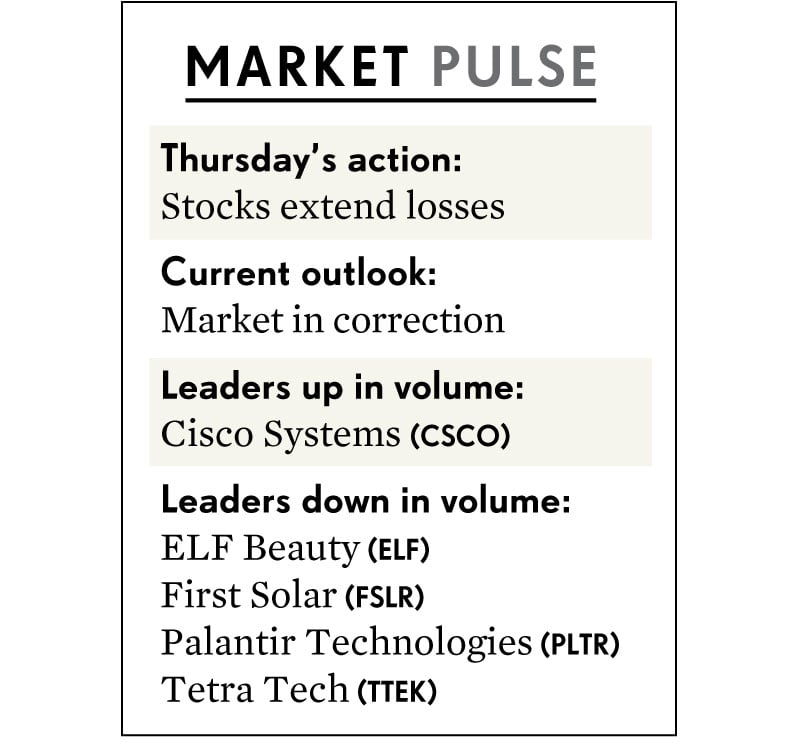 MARKET PULSE
Thursday’s action:
Stocks extend losses
Current outlook:
Market in correction
Leaders up in volume:
Cisco Systems (CSCO)
Leaders down in volume:
ELF Beauty (ELF)
First Solar (FSLR)
Palantir Technologies (PLTR)
Tetra Tech (TTEK)